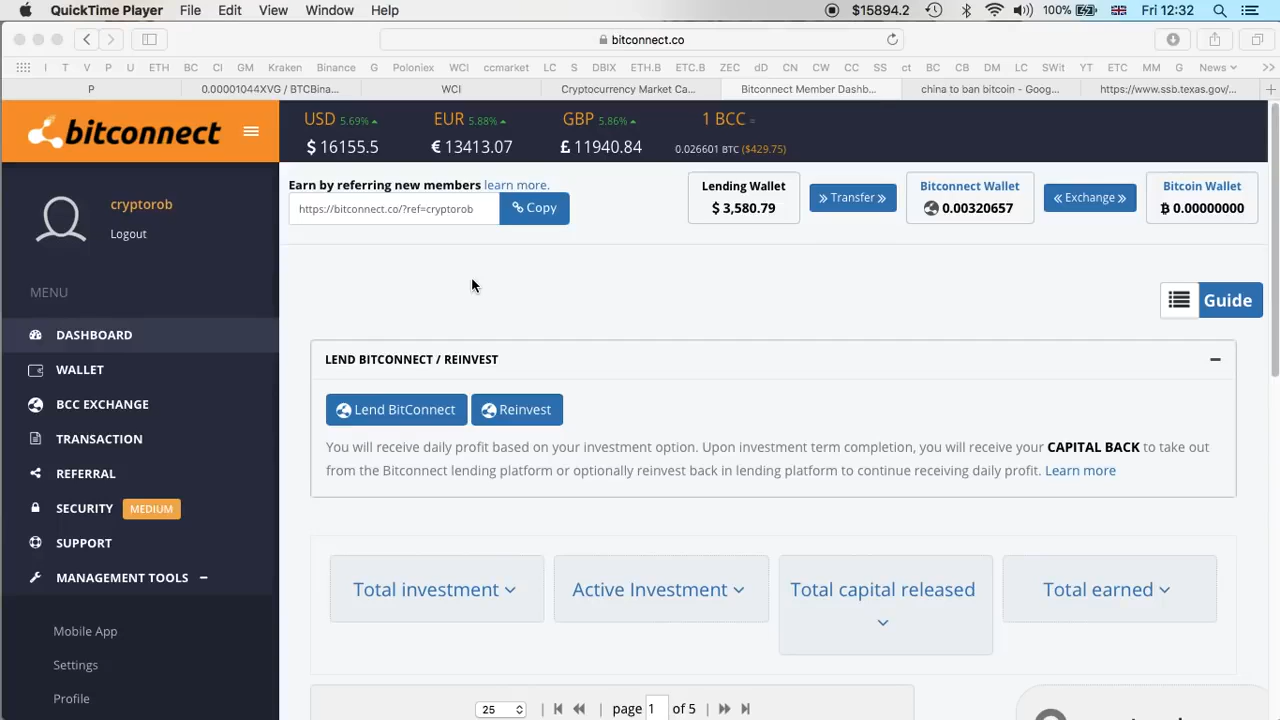 QuickTime Player File Edit View Window Help $15894.2 100% Fri 12:32
bitconnect.co
I T V P U ETH BC CI GM Kraken Binance G Poloniex WCI ccmarket LC S DBIX ETH.B ETC.B ZEC dD CN CW CC SS ct BC CB DM LC SWit YT ETC MM G News
P 0.00001044XVG / BTCBina... WCI Cryptocurrency Market Ca... Bitconnect Member Dashb... china to ban bitcoin - Goog... https://www.ssb.texas.gov/...
bitconnect
USD 5.69% EUR 5.88% GBP 5.86% 1 BCC =
$ 16155.5 € 13413.07 £ 11940.84 0.026601 BTC ($429.75)
Earn by referring new members learn more.
https://bitconnect.co/?ref=cryptorob Copy
Lending Wallet
$ 3,580.79
Transfer
Bitconnect Wallet
0.00320657
Exchange
Bitcoin Wallet
0.00000000
cryptorob
Logout
MENU
DASHBOARD
WALLET
BCC EXCHANGE
TRANSACTION
REFERRAL
SECURITY MEDIUM
SUPPORT
MANAGEMENT TOOLS
Mobile App
Settings
Profile
Guide
LEND BITCONNECT / REINVEST
Lend BitConnect Reinvest
You will receive daily profit based on your investment option. Upon investment term completion, you will receive your CAPITAL BACK to take out
from the Bitconnect lending platform or optionally reinvest back in lending platform to continue receiving daily profit. Learn more
Total investment Active Investment Total capital released Total earned
25 page 1 of 5